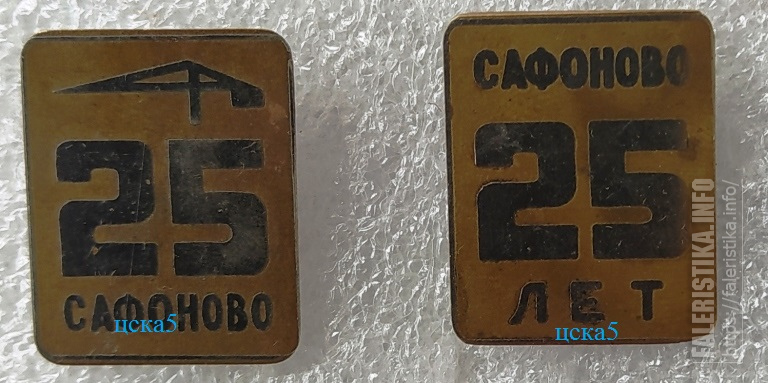 25
САФОНОВО
цска5
САФОНОВО
25
ЛЕТ
цска5
FALERISTIKA.INFO
https://faleristika.info/